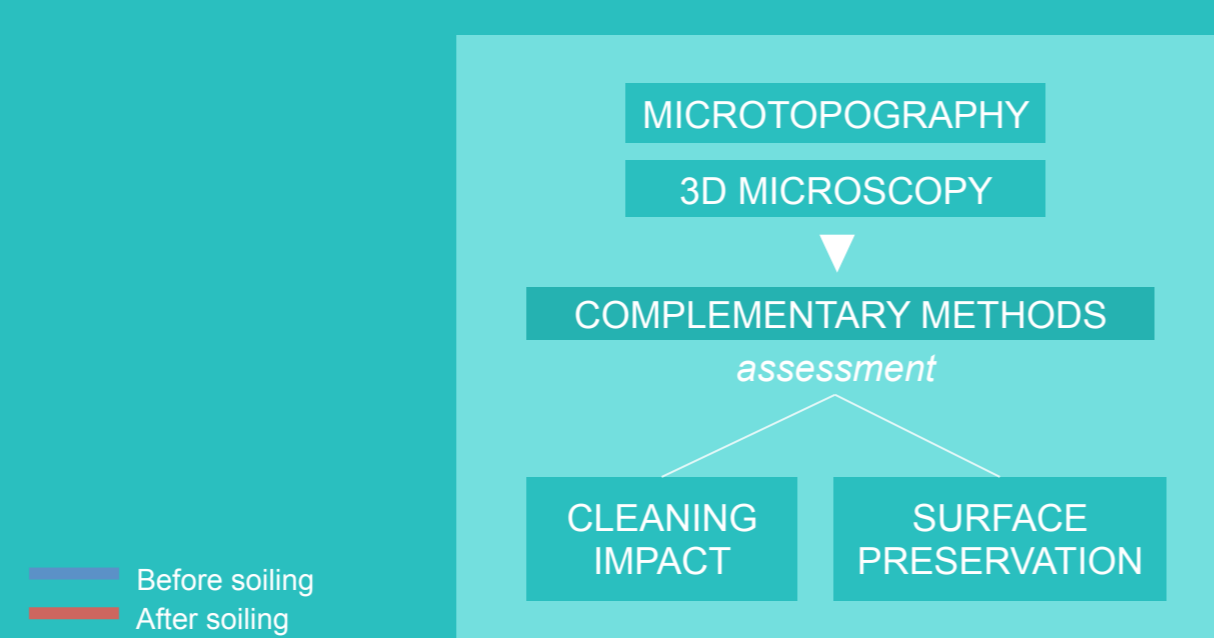 MICROTOPOGRAPHY
3D MICROSCOPY
COMPLEMENTARY METHODS
assessment
CLEANING
IMPACT
SURFACE
PRESERVATION
Before soiling
After soiling